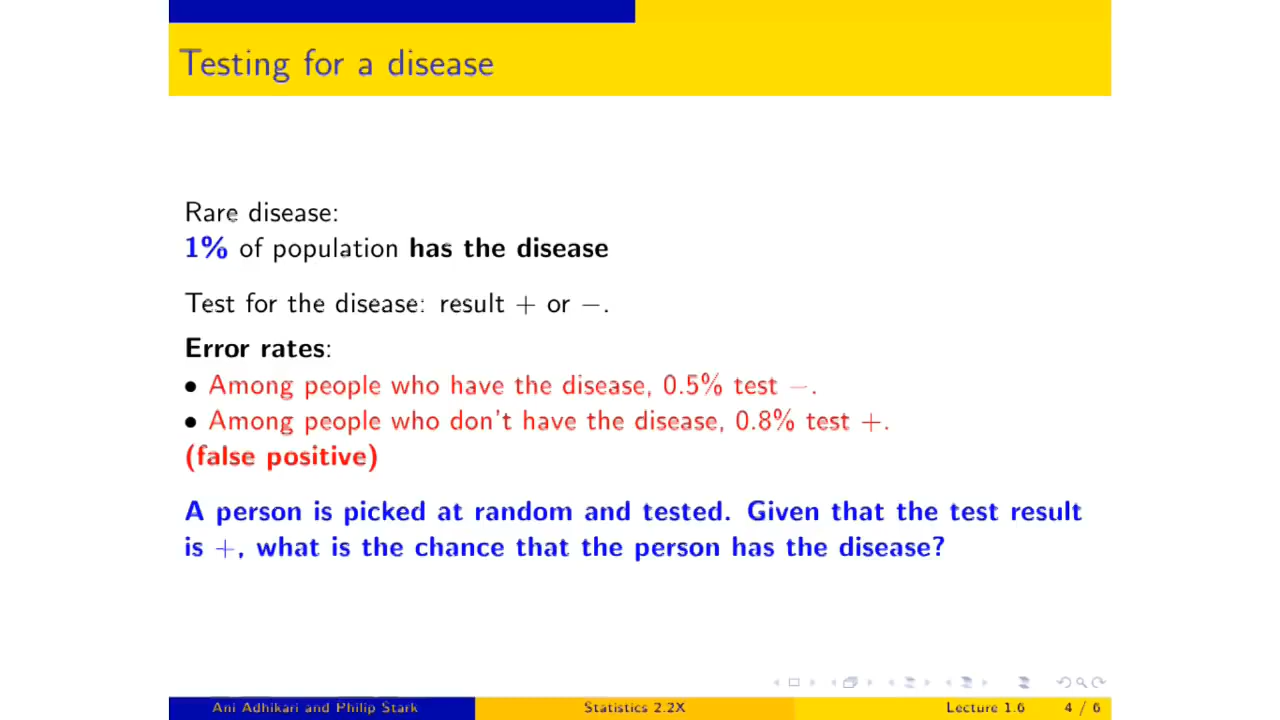 Testing for a disease
Rare disease:
1% of population has the disease
Test for the disease: result + or −.
Error rates:
• Among people who have the disease, 0.5% test −.
• Among people who don't have the disease, 0.8% test +.
(false positive)
A person is picked at random and tested. Given that the test result
is +, what is the chance that the person has the disease?
Ani Adhikari and Philip Stark
Statistics 2.2X
Lecture 1.6
4 / 6